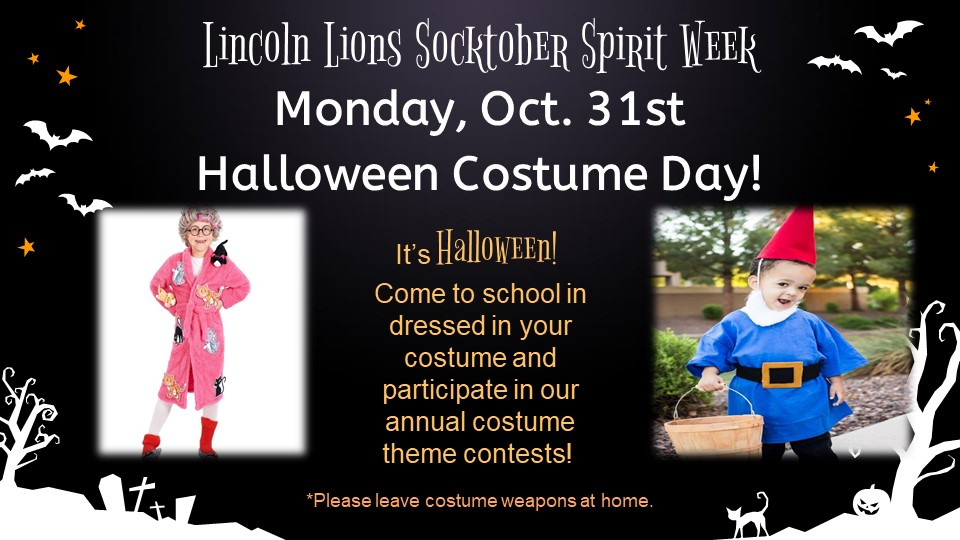 Lincoln Lions Socktober Spirit Week
Monday, Oct. 31st
Halloween Costume Day!
It's Halloween!
Come to school in
dressed in your
costume and
participate in our
annual costume
theme contests!
*Please leave costume weapons at home.